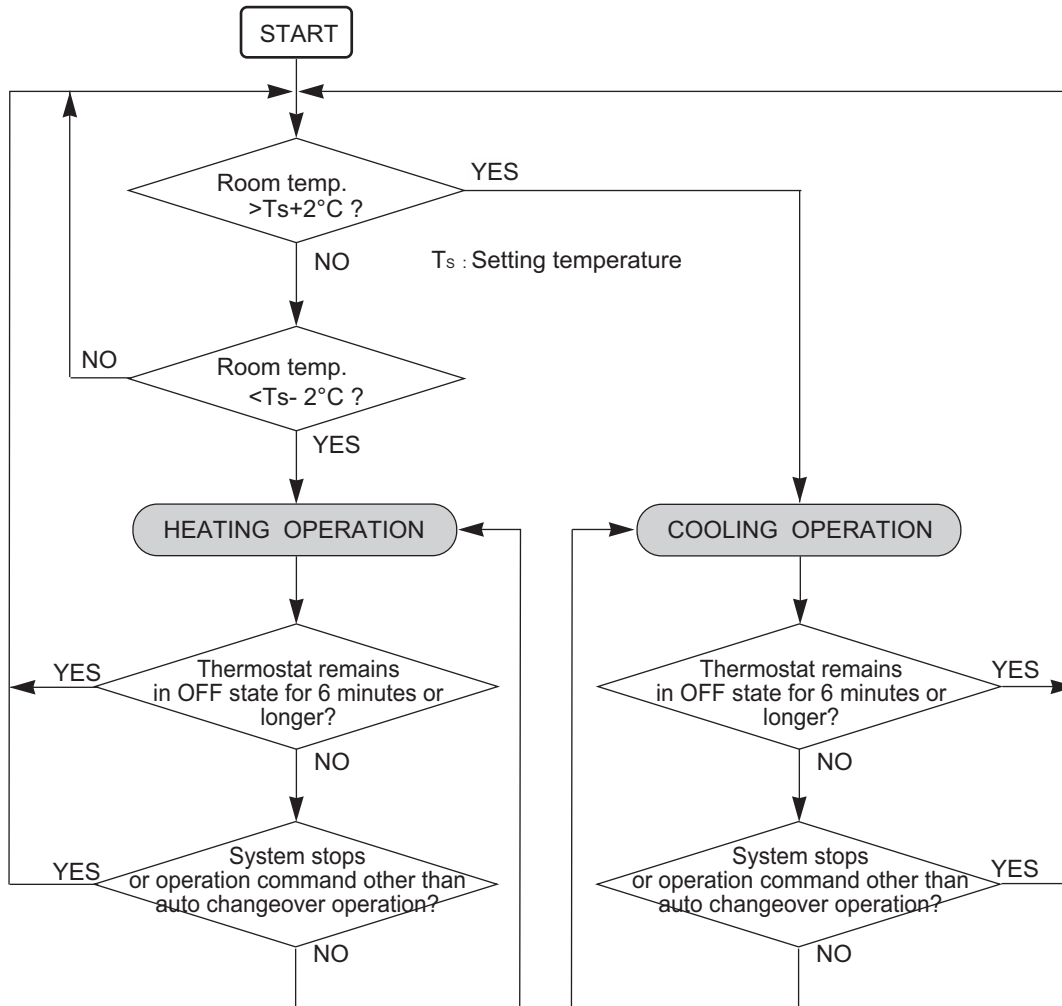 START
Room temp.
>Ts+2°C ?
YES
NO
Ts : Setting temperature
Room temp.
<Ts- 2°C ?
NO
YES
HEATING OPERATION
COOLING OPERATION
Thermostat remains
in OFF state for 6 minutes or
longer?
YES
NO
Thermostat remains
in OFF state for 6 minutes or
longer?
YES
NO
System stops
or operation command other than
auto changeover operation?
YES
NO
System stops
or operation command other than
auto changeover operation?
YES
NO